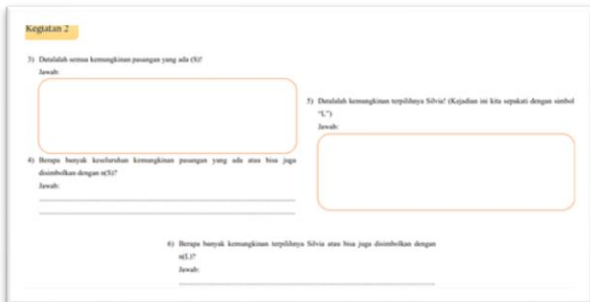 Kegiatan 2
3) Datalalah semua kemungkinan pasangan yang ada (S)!
Jawab:
4) Berapa banyak keseluruhan kemungkinan pasangan yang ada atau bisa juga
disimbolkan dengan n(S)?
Jawab:
5) Datalalah kemungkinan terpilihnya Silvia! (Kejadian ini kita sepakati dengan simbol
"L")
Jawab:
6) Berapa banyak kemungkinan terpilihnya Silvia atau bisa juga disimbolkan dengan
n(L)?
Jawab: